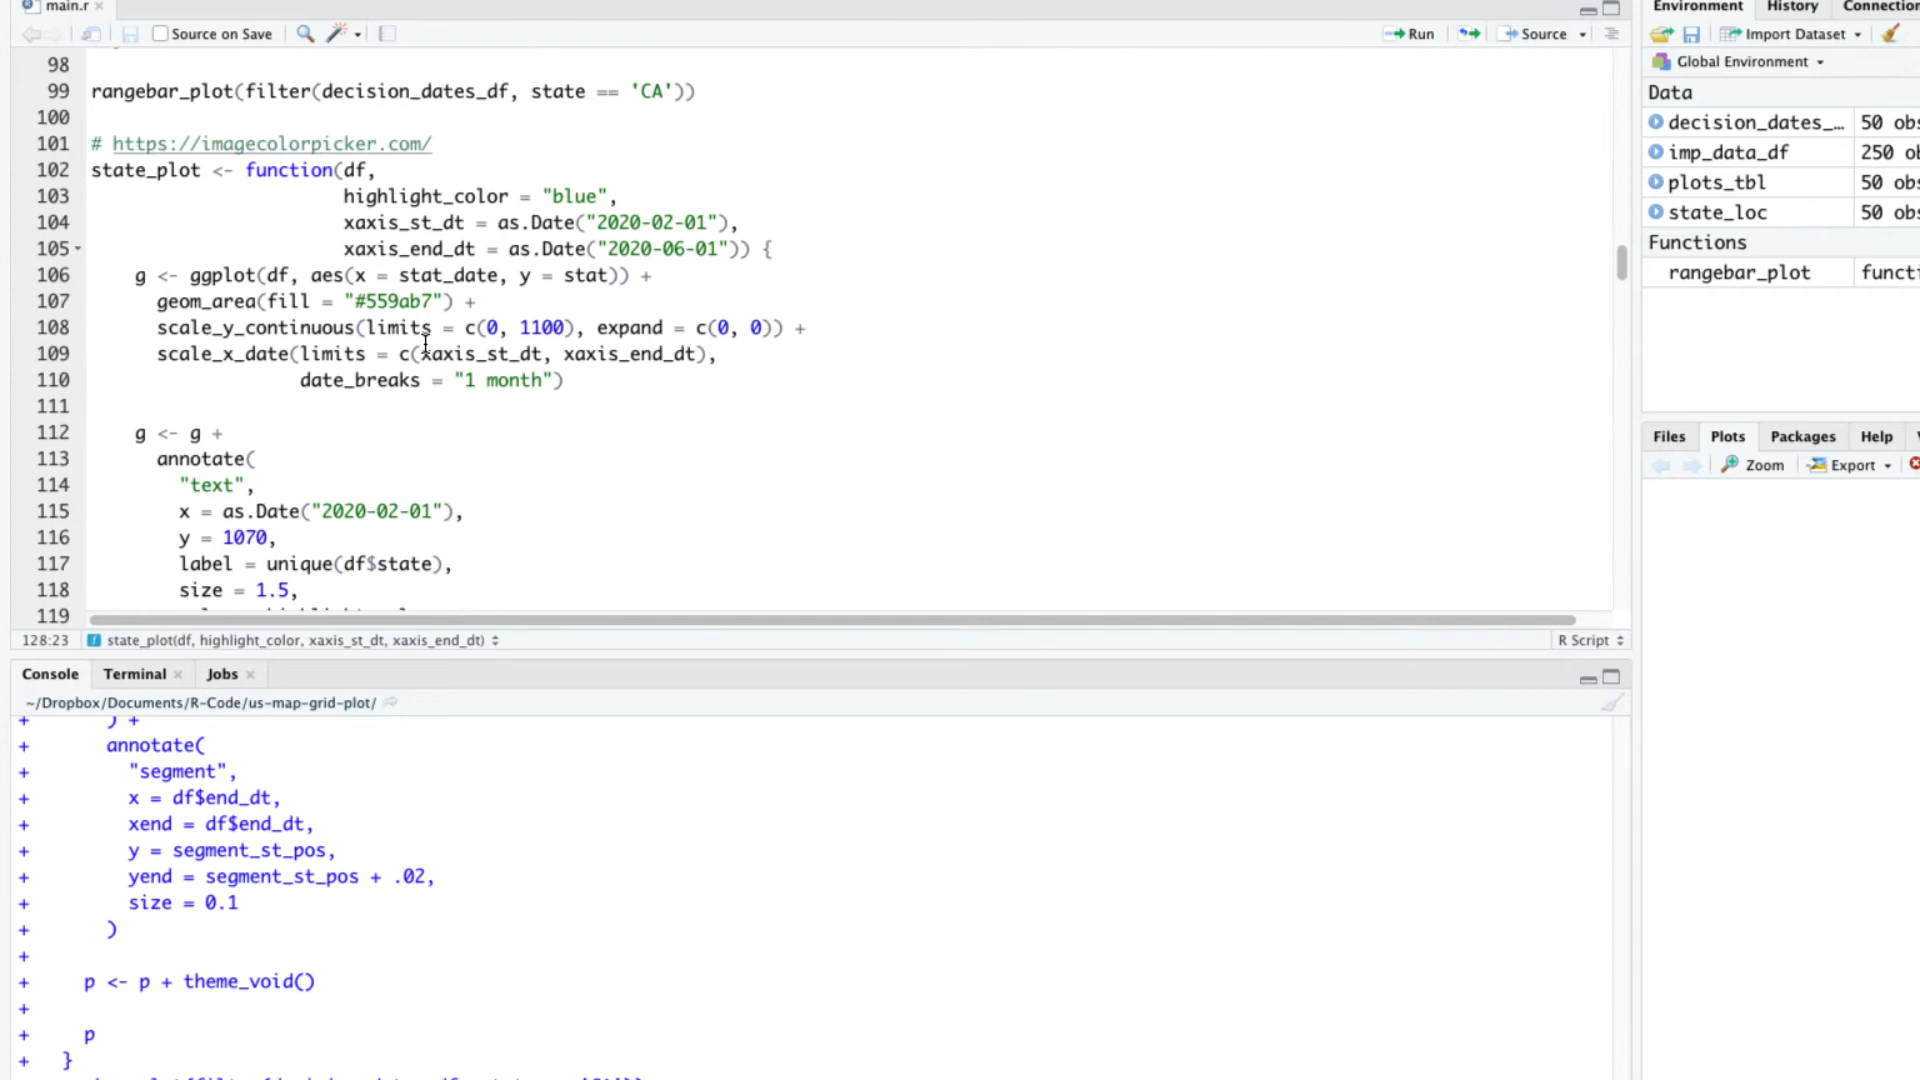 main.r
Source on Save
Run
Source
98
99 rangebar_plot(filter(decision_dates_df, state == 'CA'))
100
101 # https://imagecolorpicker.com/
102 state_plot <- function(df,
103 highlight_color = "blue",
104 xaxis_st_dt = as.Date("2020-02-01"),
105 xaxis_end_dt = as.Date("2020-06-01")) {
106 g <- ggplot(df, aes(x = stat_date, y = stat)) +
107 geom_area(fill = "#559ab7") +
108 scale_y_continuous(limits = c(0, 1100), expand = c(0, 0)) +
109 scale_x_date(limits = c(xaxis_st_dt, xaxis_end_dt),
110 date_breaks = "1 month")
111
112 g <- g +
113 annotate(
114 "text",
115 x = as.Date("2020-02-01"),
116 y = 1070,
117 label = unique(df$state),
118 size = 1.5,
119
128:23 state_plot(df, highlight_color, xaxis_st_dt, xaxis_end_dt)
R Script
Console Terminal Jobs
~/Dropbox/Documents/R-Code/us-map-grid-plot/
+ ) +
+ annotate(
+ "segment",
+ x = df$end_dt,
+ xend = df$end_dt,
+ y = segment_st_pos,
+ yend = segment_st_pos + .02,
+ size = 0.1
+ )
+
+ p <- p + theme_void()
+
+ p
+ }
Environment History Connection
Import Dataset
Global Environment
Data
decision_dates_… 50 obs
imp_data_df 250 o
plots_tbl 50 obs
state_loc 50 obs
Functions
rangebar_plot functi
Files Plots Packages Help
Zoom Export